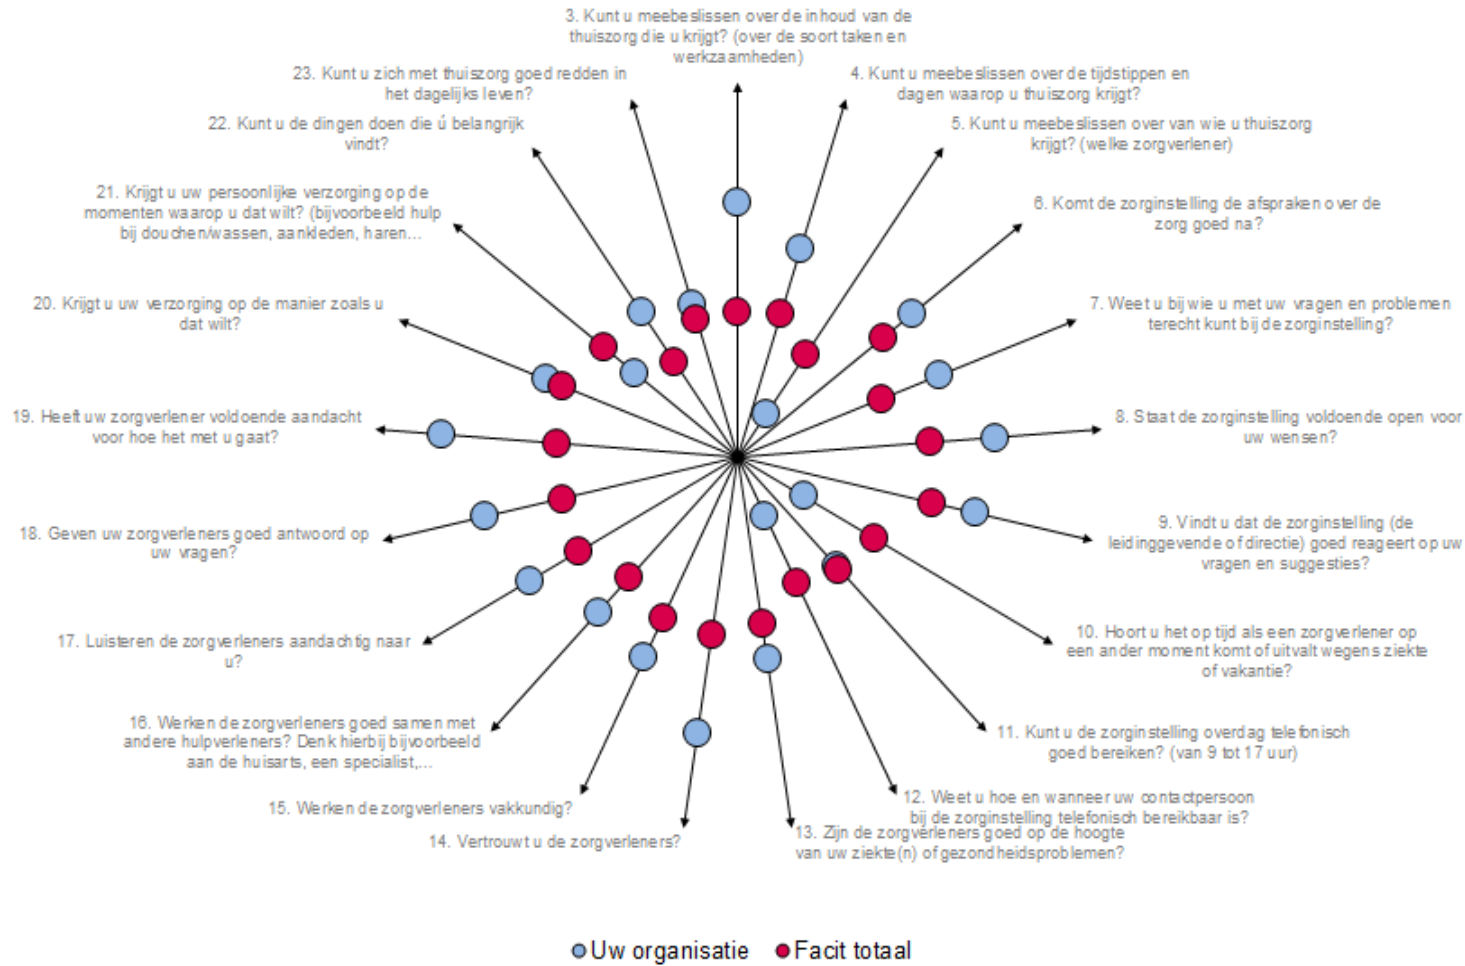 3. Kunt u meebeslissen over de inhoud van de
thuiszorg die u krijgt? (over de soort taken en
werkzaamheden)
4. Kunt u meebeslissen over de tijdstippen en
dagen waarop u thuiszorg krijgt?
5. Kunt u meebeslissen over van wie u thuiszorg
krijgt? (welke zorgverlener)
6. Komt de zorginstelling de afspraken over de
zorg goed na?
7. Weet u bij wie u met uw vragen en problemen
terecht kunt bij de zorginstelling?
8. Staat de zorginstelling voldoende open voor
uw wensen?
9. Vindt u dat de zorginstelling (de
leidinggevende of directie) goed reageert op uw
vragen en suggesties?
10. Hoort u het op tijd als een zorgverlener op
een ander moment komt of uitvalt wegens ziekte
of vakantie?
11. Kunt u de zorginstelling overdag telefonisch
goed bereiken? (van 9 tot 17 uur)
12. Weet u hoe en wanneer uw contactpersoon
bij de zorginstelling telefonisch bereikbaar is?
13. Zijn de zorgverleners goed op de hoogte
van uw ziekte(n) of gezondheidsproblemen?
14. Vertrouwt u de zorgverleners?
15. Werken de zorgverleners vakkundig?
16. Werken de zorgverleners goed samen met
andere hulpverleners? Denk hierbij bijvoorbeeld
aan de huisarts, een specialist,...
17. Luisteren de zorgverleners aandachtig naar
u?
18. Geven uw zorgverleners goed antwoord op
uw vragen?
19. Heeft uw zorgverlener voldoende aandacht
voor hoe het met u gaat?
20. Krijgt u uw verzorging op de manier zoals u
dat wilt?
21. Krijgt u uw persoonlijke verzorging op de
momenten waarop u dat wilt? (bijvoorbeeld hulp
bij douchen/wassen, aankleden, haren...
22. Kunt u de dingen doen die ú belangrijk
vindt?
23. Kunt u zich met thuiszorg goed redden in
het dagelijks leven?
Uw organisatie
Facit totaal